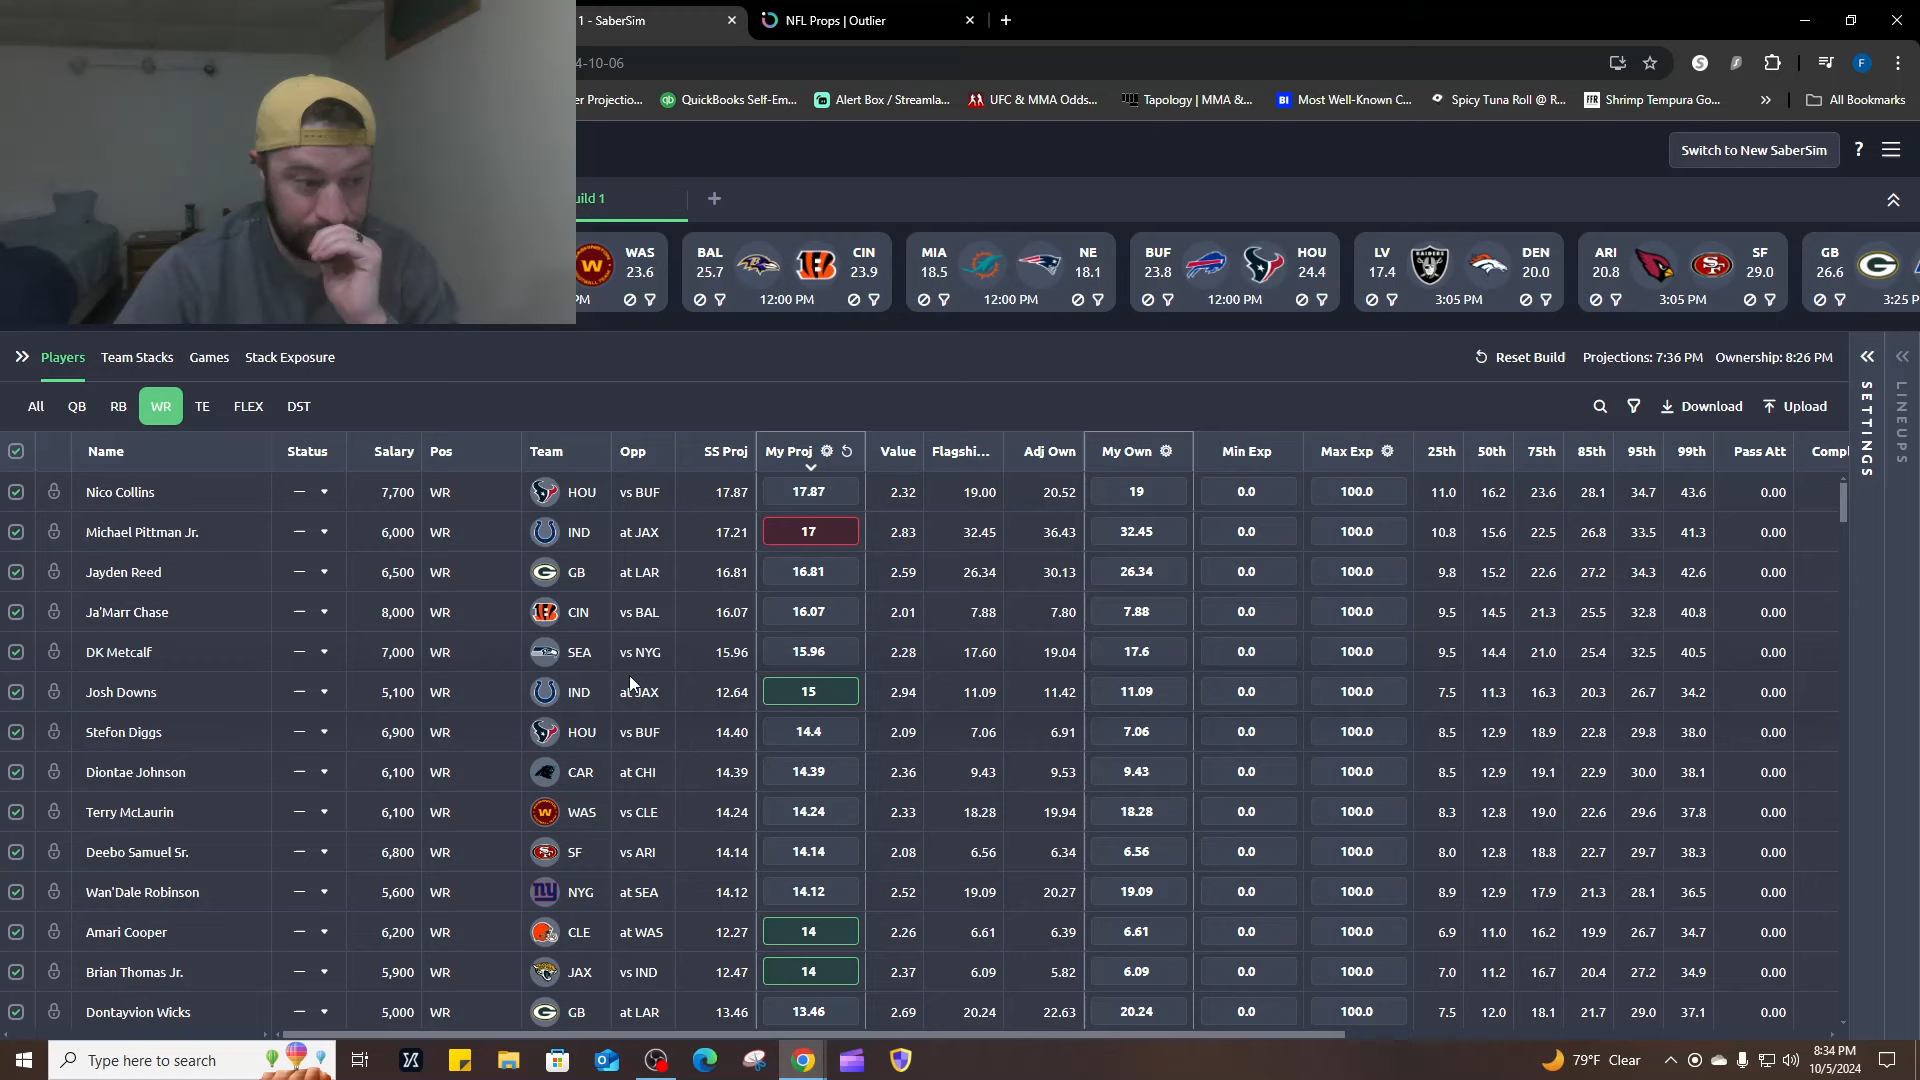 1 - SaberSim
NFL Props | Outlier
4-10-06
er Projectio...
QuickBooks Self-Em...
Alert Box / Streamla...
UFC & MMA Odds...
Tapology | MMA &...
BI Most Well-Known C...
Spicy Tuna Roll @ R...
FFR Shrimp Tempura Go...
All Bookmarks
F
Switch to New SaberSim ?
uild 1
WAS 23.6 PM
BAL 25.7 CIN 23.9 12:00 PM
MIA 18.5 NE 18.1 12:00 PM
BUF 23.8 HOU 24.4 12:00 PM
LV 17.4 DEN 20.0 3:05 PM
ARI 20.8 SF 29.0 3:05 PM
GB 26.6 3:25 P
Players Team Stacks Games Stack Exposure Reset Build Projections: 7:36 PM Ownership: 8:26 PM
All QB RB WR TE FLEX DST Download Upload
SETTINGS
LINEUPS
Name Status Salary Pos Team Opp SS Proj My Proj Value Flagshi... Adj Own My Own Min Exp Max Exp 25th 50th 75th 85th 95th 99th Pass Att Compl
Nico Collins — 7,700 WR HOU vs BUF 17.87 17.87 2.32 19.00 20.52 19 0.0 100.0 11.0 16.2 23.6 28.1 34.7 43.6 0.00
Michael Pittman Jr. — 6,000 WR IND at JAX 17.21 17 2.83 32.45 36.43 32.45 0.0 100.0 10.8 15.6 22.5 26.8 33.5 41.3 0.00
Jayden Reed — 6,500 WR GB at LAR 16.81 16.81 2.59 26.34 30.13 26.34 0.0 100.0 9.8 15.2 22.6 27.2 34.3 42.6 0.00
Ja'Marr Chase — 8,000 WR CIN vs BAL 16.07 16.07 2.01 7.88 7.80 7.88 0.0 100.0 9.5 14.5 21.3 25.5 32.8 40.8 0.00
DK Metcalf — 7,000 WR SEA vs NYG 15.96 15.96 2.28 17.60 19.04 17.6 0.0 100.0 9.5 14.4 21.0 25.4 32.5 40.5 0.00
Josh Downs — 5,100 WR IND at JAX 12.64 15 2.94 11.09 11.42 11.09 0.0 100.0 7.5 11.3 16.3 20.3 26.7 34.2 0.00
Stefon Diggs — 6,900 WR HOU vs BUF 14.40 14.4 2.09 7.06 6.91 7.06 0.0 100.0 8.5 12.9 18.9 22.8 29.8 38.0 0.00
Diontae Johnson — 6,100 WR CAR at CHI 14.39 14.39 2.36 9.43 9.53 9.43 0.0 100.0 8.5 12.9 19.1 22.9 30.0 38.1 0.00
Terry McLaurin — 6,100 WR WAS vs CLE 14.24 14.24 2.33 18.28 19.94 18.28 0.0 100.0 8.3 12.8 19.0 22.6 29.6 37.8 0.00
Deebo Samuel Sr. — 6,800 WR SF vs ARI 14.14 14.14 2.08 6.56 6.34 6.56 0.0 100.0 8.0 12.8 18.8 22.7 29.7 38.3 0.00
Wan'Dale Robinson — 5,600 WR NYG at SEA 14.12 14.12 2.52 19.09 20.27 19.09 0.0 100.0 8.9 12.9 17.9 21.3 28.1 36.5 0.00
Amari Cooper — 6,200 WR CLE at WAS 12.27 14 2.26 6.61 6.39 6.61 0.0 100.0 6.9 11.0 16.2 19.9 26.7 34.7 0.00
Brian Thomas Jr. — 5,900 WR JAX vs IND 12.47 14 2.37 6.09 5.82 6.09 0.0 100.0 7.0 11.2 16.7 20.4 27.2 34.9 0.00
Dontayvion Wicks — 5,000 WR GB at LAR 13.46 13.46 2.69 20.24 22.63 20.24 0.0 100.0 7.5 12.0 18.1 21.7 29.0 37.1 0.00
Type here to search
79°F Clear
8:34 PM
10/5/2024